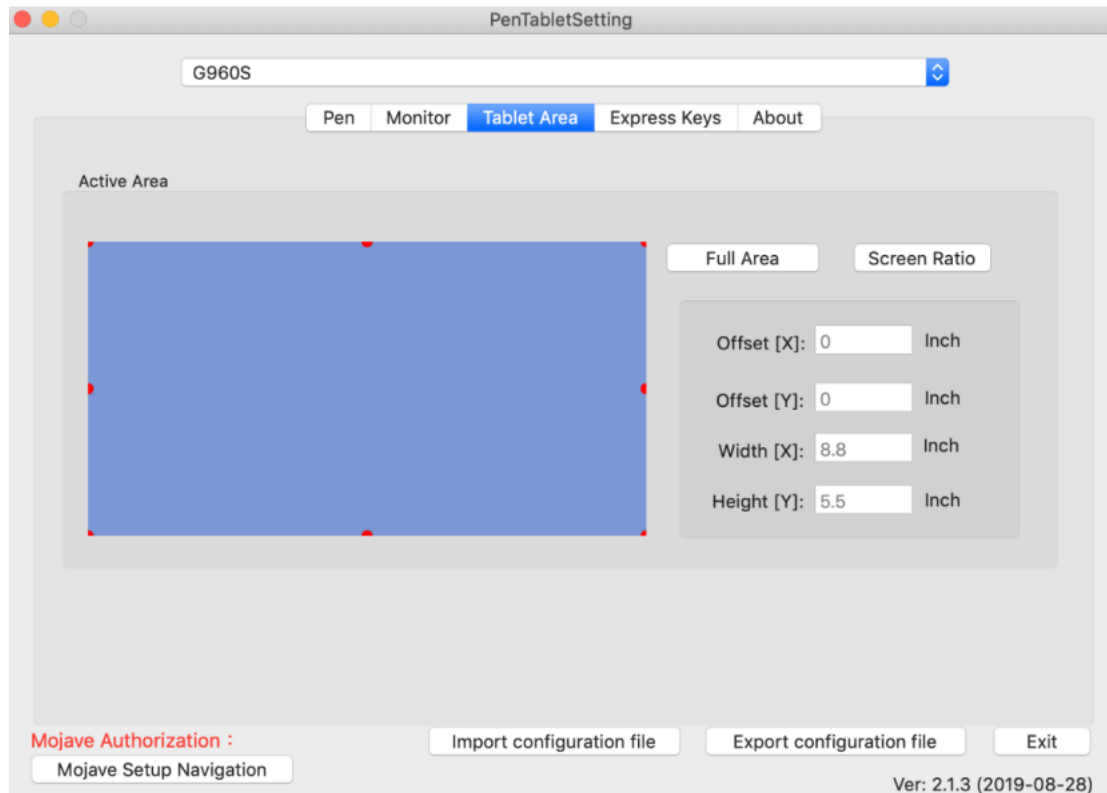 PenTabletSetting
G960S
Pen Monitor Tablet Area Express Keys About
Active Area
Full Area Screen Ratio
Offset [X]: 0 Inch
Offset [Y]: 0 Inch
Width [X]: 8.8 Inch
Height [Y]: 5.5 Inch
Mojave Authorization：
Import configuration file Export configuration file Exit
Mojave Setup Navigation
Ver: 2.1.3 (2019-08-28)